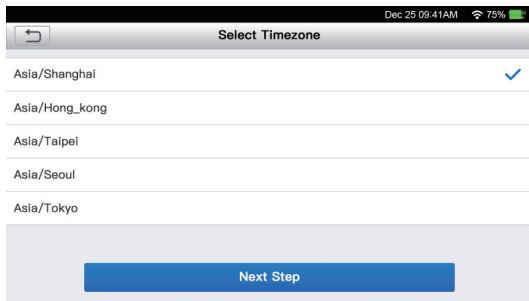 Dec 25 09:41AM 75%
Select Timezone
Asia/Shanghai
Asia/Hong_kong
Asia/Taipei
Asia/Seoul
Asia/Tokyo
Next Step